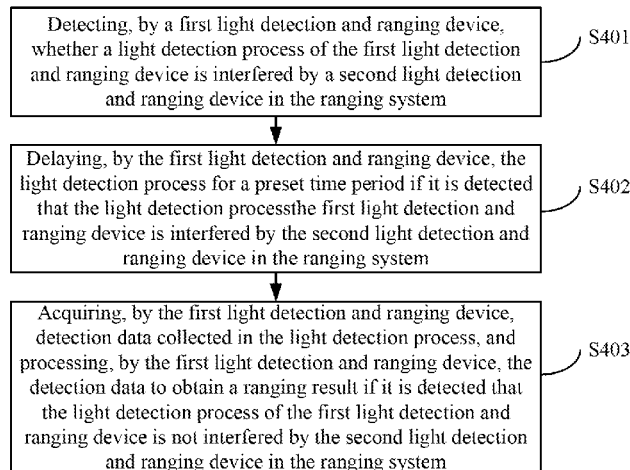 Detecting, by a first light detection and ranging device,
whether a light detection process of the first light detection
and ranging device is interfered by a second light detection
and ranging device in the ranging system
S401
Delaying, by the first light detection and ranging device, the
light detection process for a preset time period if it is detected
that the light detection processthe first light detection and
ranging device is interfered by the second light detection and
ranging device in the ranging system
S402
Acquiring, by the first light detection and ranging device,
detection data collected in the light detection process, and
processing, by the first light detection and ranging device, the
detection data to obtain a ranging result if it is detected that
the light detection process of the first light detection and
ranging device is not interfered by the second light detection
and ranging device in the ranging system
S403